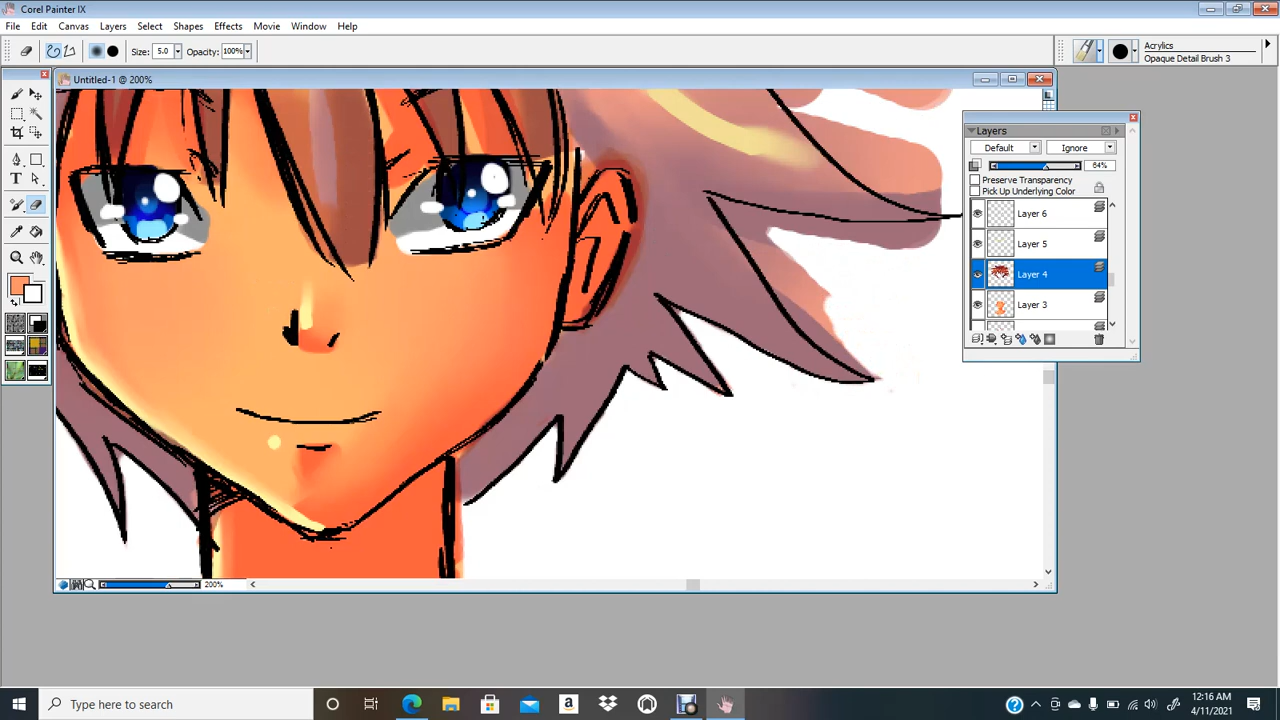 Corel Painter IX
File Edit Canvas Layers Select Shapes Effects Movie Window Help
Size: 5.0 Opacity: 100%
Acrylics
Opaque Detail Brush 3
Untitled-1 @ 200%
Layers
Default Ignore
64%
Preserve Transparency
Pick Up Underlying Color
Layer 6
Layer 5
Layer 4
Layer 3
T
200%
Type here to search
12:16 AM
4/11/2021